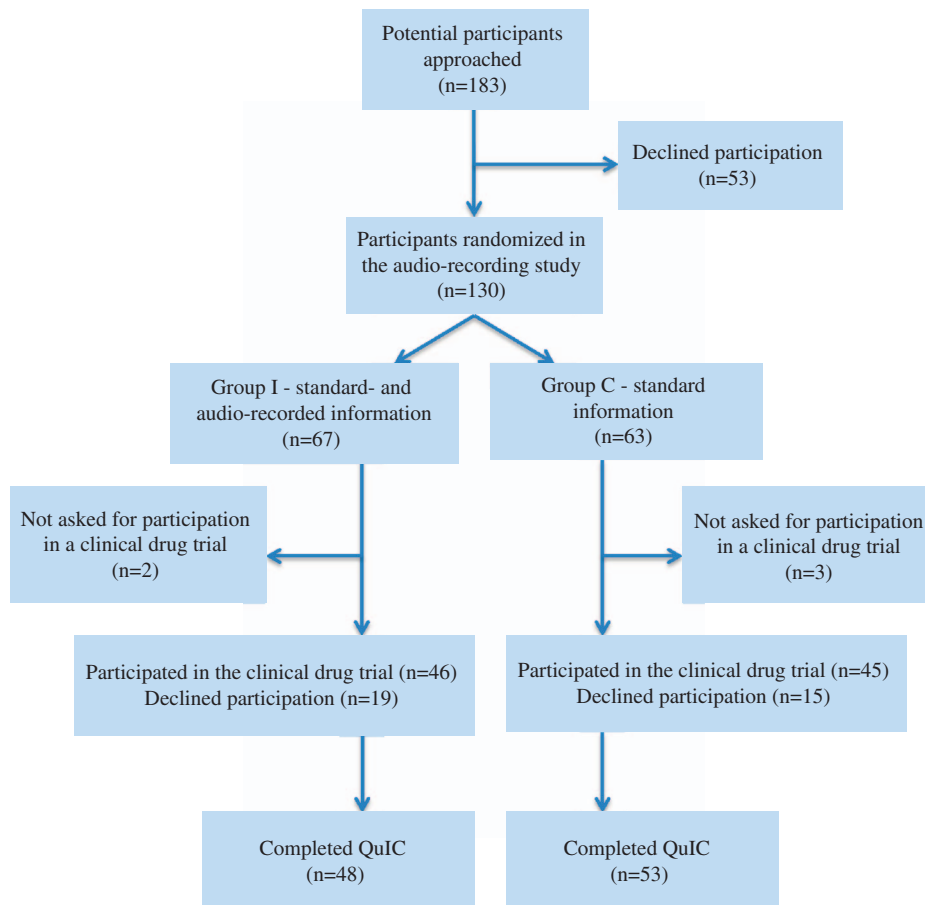 Potential participants
approached
(n=183)
Declined participation
(n=53)
Participants randomized in
the audio-recording study
(n=130)
Group I - standard- and
audio-recorded information
(n=67)
Group C - standard
information
(n=63)
Not asked for participation
in a clinical drug trial
(n=2)
Not asked for participation
in a clinical drug trial
(n=3)
Participated in the clinical drug trial (n=46)
Declined participation (n=19)
Participated in the clinical drug trial (n=45)
Declined participation (n=15)
Completed QuIC
(n=48)
Completed QuIC
(n=53)